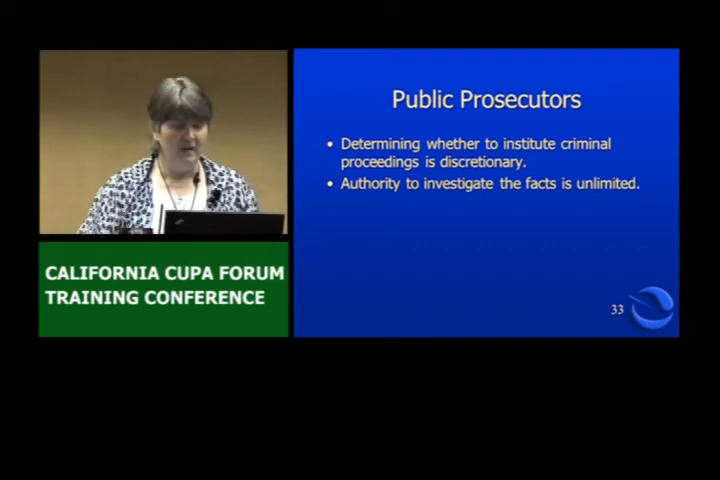 Public Prosecutors
• Determining whether to institute criminal
proceedings is discretionary.
• Authority to investigate the facts is unlimited.
CALIFORNIA CUPA FORUM
TRAINING CONFERENCE
33